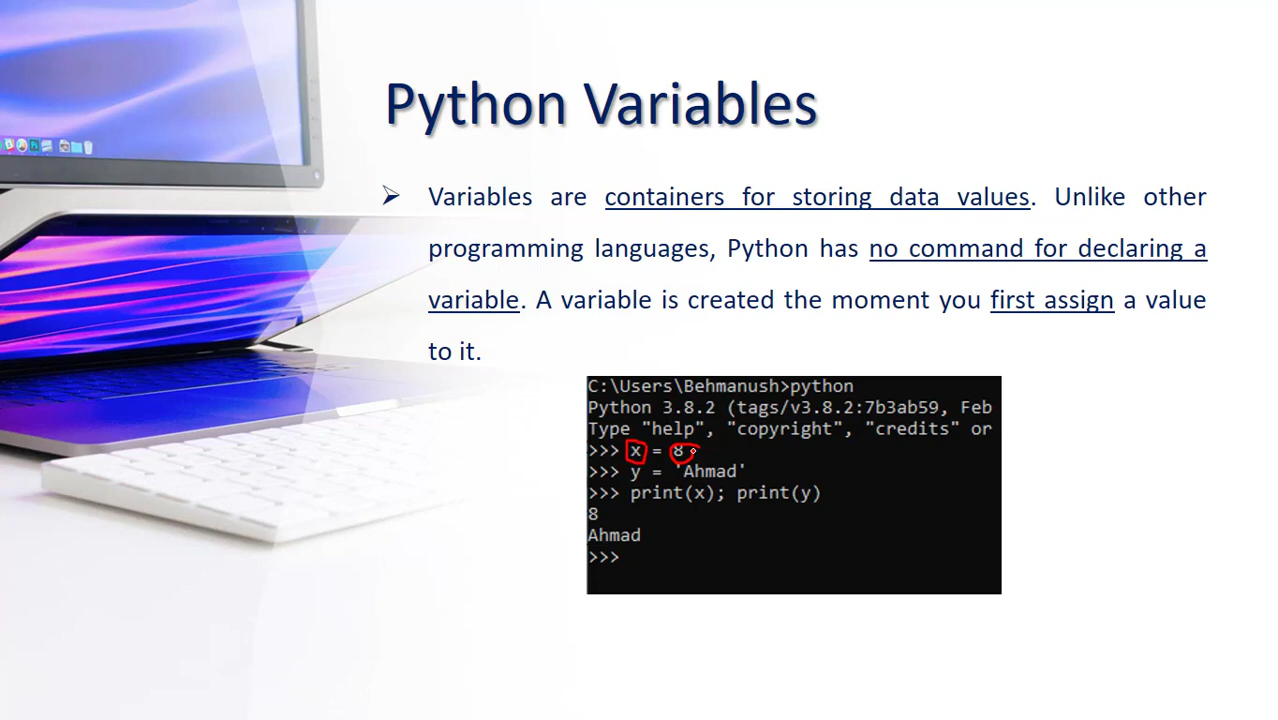 Python Variables
Variables are containers for storing data values. Unlike other
programming languages, Python has no command for declaring a
variable. A variable is created the moment you first assign a value
to it.
C:\Users\Behmanush>python
Python 3.8.2 (tags/v3.8.2:7b3ab59, Feb
Type "help", "copyright", "credits" or
>>> x = 8
>>> y = 'Ahmad'
>>> print(x); print(y)
8
Ahmad
>>>